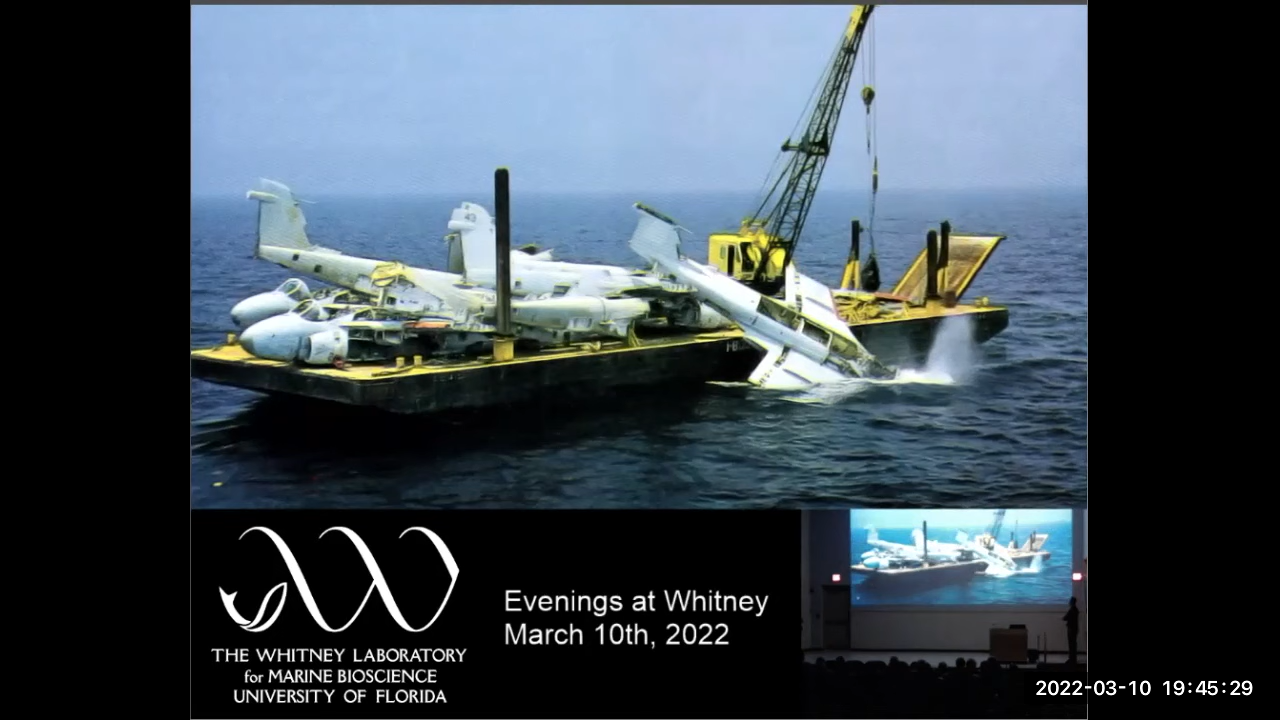 43
Evenings at Whitney
March 10th, 2022
THE WHITNEY LABORATORY
for MARINE BIOSCIENCE
UNIVERSITY OF FLORIDA
2022-03-10 19:45:29